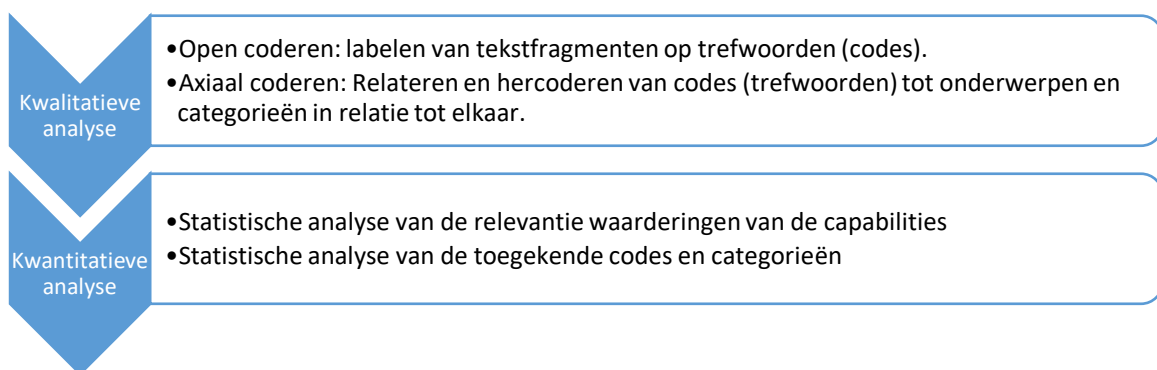 Kwalitatieve
analyse
•Open coderen: labelen van tekstfragmenten op trefwoorden (codes).
•Axiaal coderen: Relateren en hercoderen van codes (trefwoorden) tot onderwerpen en
categorieën in relatie tot elkaar.
Kwantitatieve
analyse
•Statistische analyse van de relevantie waarderingen van de capabilities
•Statistische analyse van de toegekende codes en categorieën